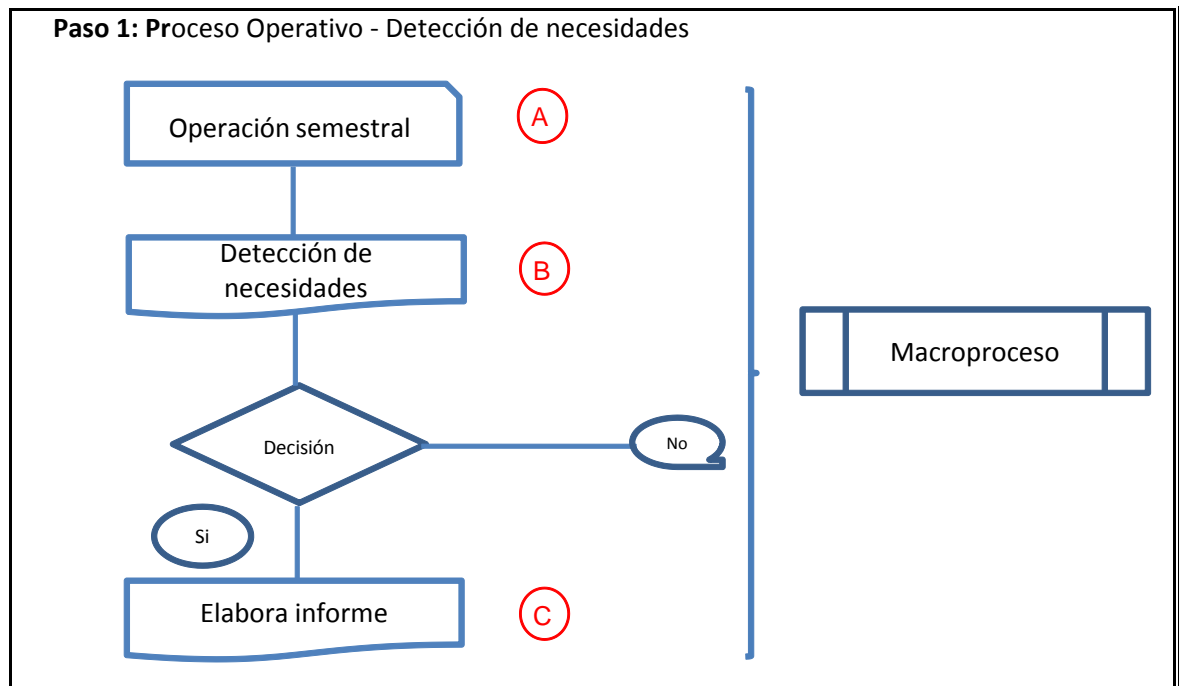 Paso 1: Proceso Operativo - Detección de necesidades
Operación semestral
A
Detección de
necesidades
B
Macroproceso
Decisión
No
Si
Elabora informe
C